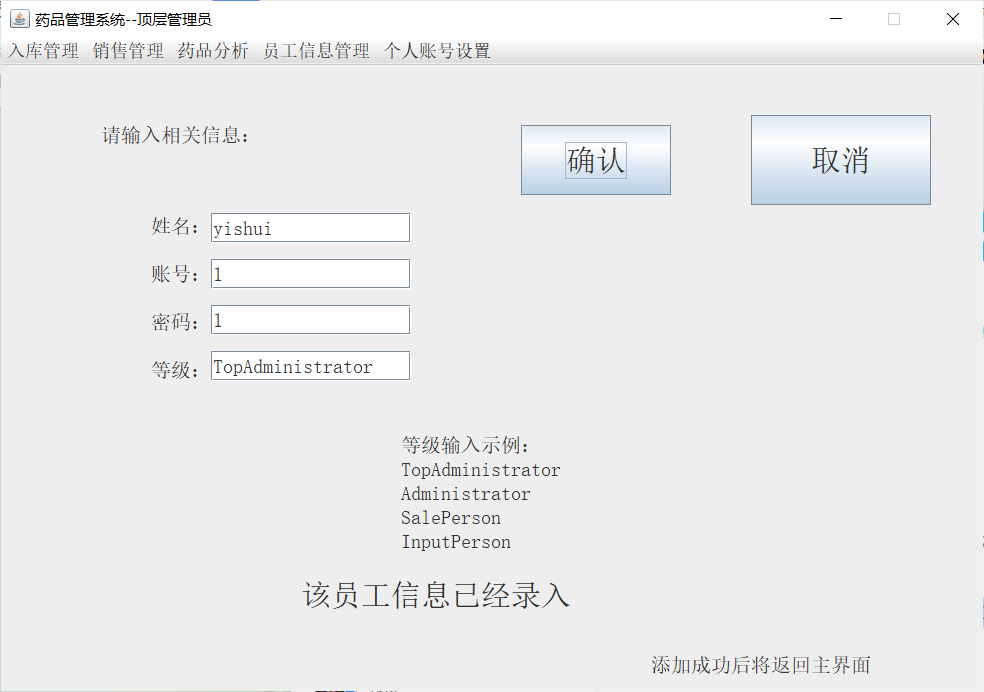 药品管理系统--顶层管理员
入库管理 销售管理 药品分析 员工信息管理 个人账号设置
请输入相关信息：
确认
取消
姓名： yishui
账号： 1
密码： 1
等级： TopAdministrator
等级输入示例：
TopAdministrator
Administrator
SalePerson
InputPerson
该员工信息已经录入
添加成功后将返回主界面